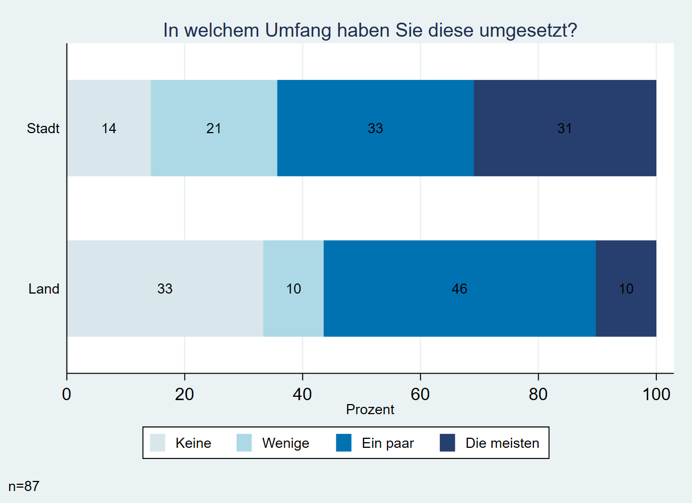 In welchem Umfang haben Sie diese umgesetzt?
Stadt 14 21 33 31
Land 33 10 46 10
0 20 40 60 80 100
Prozent
Keine Wenige Ein paar Die meisten
n=87